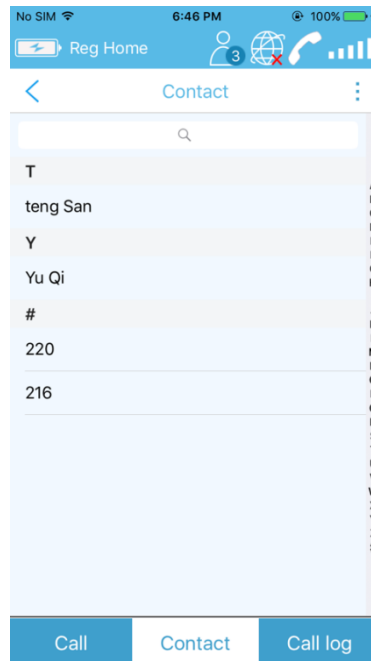 No SIM 6:46 PM 100%
Reg Home 3
Contact
T
teng San
Y
Yu Qi
#
220
216
Call Contact Call log